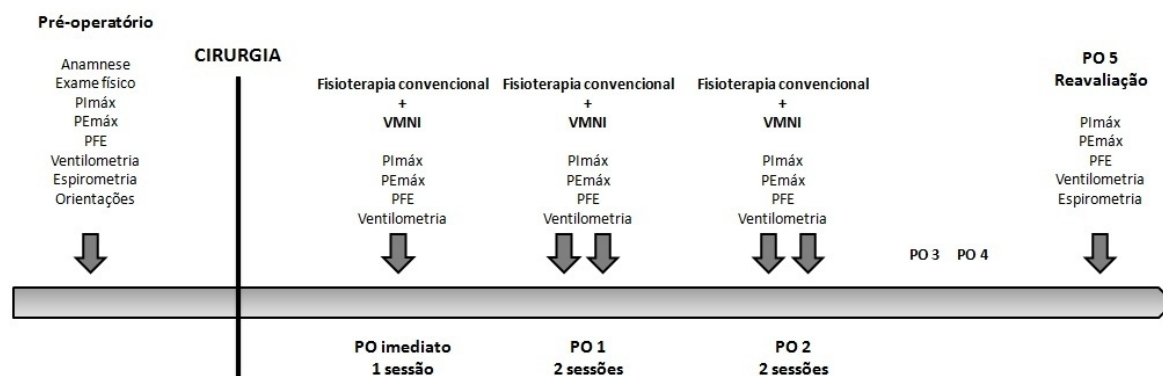 Pré-operatório
Anamnese
Exame físico
PImáx
PEmáx
PFE
Ventilometria
Espirometria
Orientações
CIRURGIA
Fisioterapia convencional
+
VMNI
PImáx
PEmáx
PFE
Ventilometria
Fisioterapia convencional
+
VMNI
PImáx
PEmáx
PFE
Ventilometria
Fisioterapia convencional
+
VMNI
PImáx
PEmáx
PFE
Ventilometria
PO 3 PO 4
PO 5
Reavaliação
PImáx
PEmáx
PFE
Ventilometria
Espirometria
PO imediato
1 sessão
PO 1
2 sessões
PO 2
2 sessões